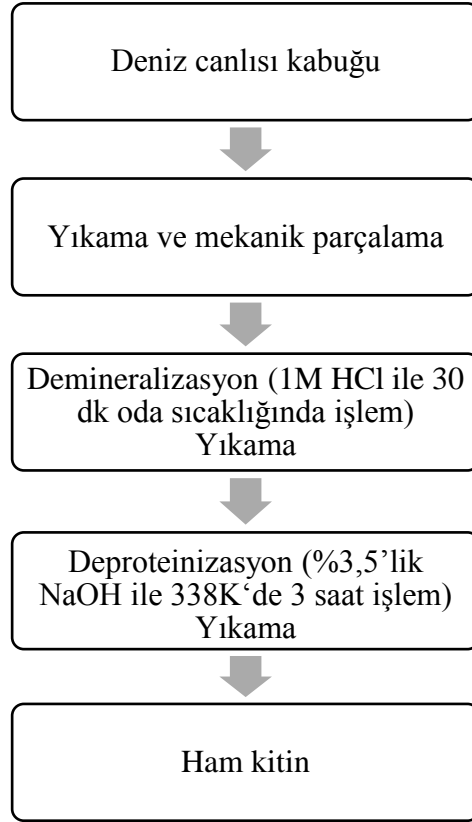 Deniz canlısı kabuğu
Yıkama ve mekanik parçalama
Demineralizasyon (1M HCl ile 30
dk oda sıcaklığında işlem)
Yıkama
Deproteinizasyon (%3,5’lik
NaOH ile 338K‘de 3 saat işlem)
Yıkama
Ham kitin